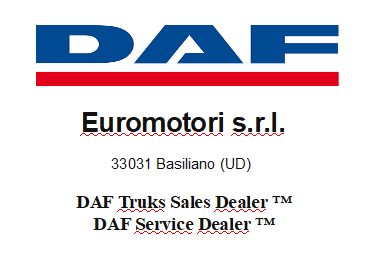 DAF
Euromotori s.r.l.
33031 Basiliano (UD)
DAF Truks Sales Dealer ™
DAF Service Dealer ™